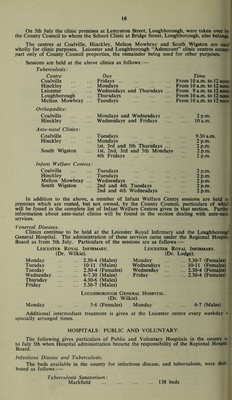 10
On 5th July the clinic premises at Lemyngton Street, Loughborough, were taken over by
the County Council to whom the School Clinic at Bridge Street, Loughborough, also belongs
The centres at Coalville, Hinckley, Melton Mowbray and South Wigston are used
wholly for clinic purposes. Leicester and Loughborough "Ashmount" clinic centres occupy
part only of County Council properties, the remainder being used for other purposes.
Sessions are held at the above clinics as follows :—
Tuberculosis:
Centre Day Time
Coalville Fridays From 10 a.m. to 12 noon
Hinckley Mondays From 10 a.m. to 12 noon
Leicester Wednesdays and Thursdays From 9 a.m. to 12 noon
Loughborough Thursdays From 10 a.m. to 12 noon
Melton Mowbray Tuesdays From 10 a.m. to 12 noon
Orthopædics:
Coalville Mondays and Wednesdays 2 p.m.
Hinckley Wednesdays and Fridays 10 a.m.
Ante-natal Clinics:
Coalville Tuesdays 9.30 a.m.
Hinckley Mondays 2 p.m.
1st, 3rd and 5th Thursdays 2 p.m.
South Wigston 1st, 2nd, 3rd and 5th Mondays 2 p.m.
4th Fridays 2 p.m.
Infant Welfare Centres:
Coalville Tuesdays 2 p.m.
Hinckley Tuesdays 2 p.m.
Melton Mowbray Wednesdays 2 p.m.
South Wigston 2nd and 4th Tuesdays 2 p.m.
2nd and 4th Wednesdays 2 p.m.
In addition to the above, a number of Infant Welfare Centre sessions are held in
premises which are rented, but not owned, by the County Council, particulars of which
will be found in the complete list of Infant Welfare Centres given in that section. Further
information about ante-natal clinics will be found in the section dealing with ante-natal
services.
Venereal Diseases.
Clinics continue to be held at the Leicester Royal Infirmary and the Loughborough
General Hospital. The administration of these services came under the Regional Hospital
Board as from 5th July. Particulars of the sessions are as follows :—
Leicester Royal Infirmary. Leicester Royal Infirmary.
(Dr. Wilkie). (Dr. Lodge).
Monday 2.30-4 (Males) Monday 5.30-7 (Females)
Tuesday 10-11 (Males) Wednesday 10-11 (Females)
Tuesday 2.30-4 (Females) Wednesday 2.30-4 (Females)
Wednesday 6-7.30 (Males) Friday 2.30-4 (Females)
Thursday 4.30-6 (Males)
Friday 5.30-7 (Males)
Loughborough General Hospital.
(Dr. Wilkie).
Monday 5-6 (Females) Monday 6-7 (Males)
Additional intermediate treatment is given at the Leicester centre every weekday at
specially arranged times.
HOSPITALS: PUBLIC AND VOLUNTARY.
The following gives particulars of Public and Voluntary Hospitals in the county up
to July 5th when Hospital administration became the responsibility of the Regional Hospital
Board.
Infectious Disease and Tuberculosis.
The beds available in the county for infectious disease, and tuberculosis, were distri-
buted as follows :—
Tuberculosis Sanatorium:
Markfield 138 beds